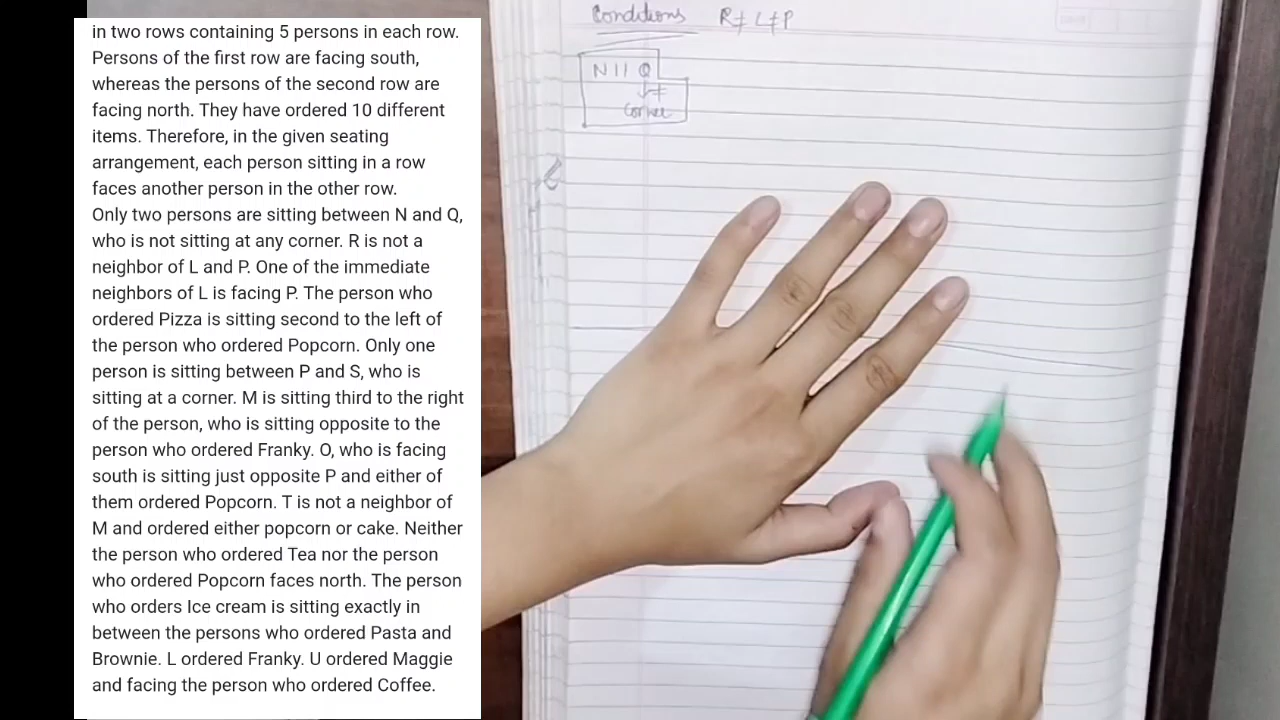 in two rows containing 5 persons in each row.
Persons of the first row are facing south,
whereas the persons of the second row are
facing north. They have ordered 10 different
items. Therefore, in the given seating
arrangement, each person sitting in a row
faces another person in the other row.
Only two persons are sitting between N and Q,
who is not sitting at any corner. R is not a
neighbor of L and P. One of the immediate
neighbors of L is facing P. The person who
ordered Pizza is sitting second to the left of
the person who ordered Popcorn. Only one
person is sitting between P and S, who is
sitting at a corner. M is sitting third to the right
of the person, who is sitting opposite to the
person who ordered Franky. O, who is facing
south is sitting just opposite P and either of
them ordered Popcorn. T is not a neighbor of
M and ordered either popcorn or cake. Neither
the person who ordered Tea nor the person
who ordered Popcorn faces north. The person
who orders Ice cream is sitting exactly in
between the persons who ordered Pasta and
Brownie. L ordered Franky. U ordered Maggie
and facing the person who ordered Coffee.
Conditions R ≠ L ≠ P
N || Q
↓ ≠
Corner